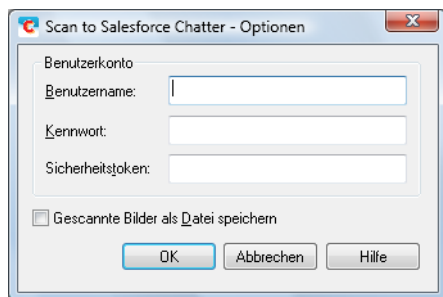 Scan to Salesforce Chatter - Optionen
Benutzerkonto
Benutzername:
Kennwort:
Sicherheitstoken:
Gescannte Bilder als Datei speichern
OK Abbrechen Hilfe